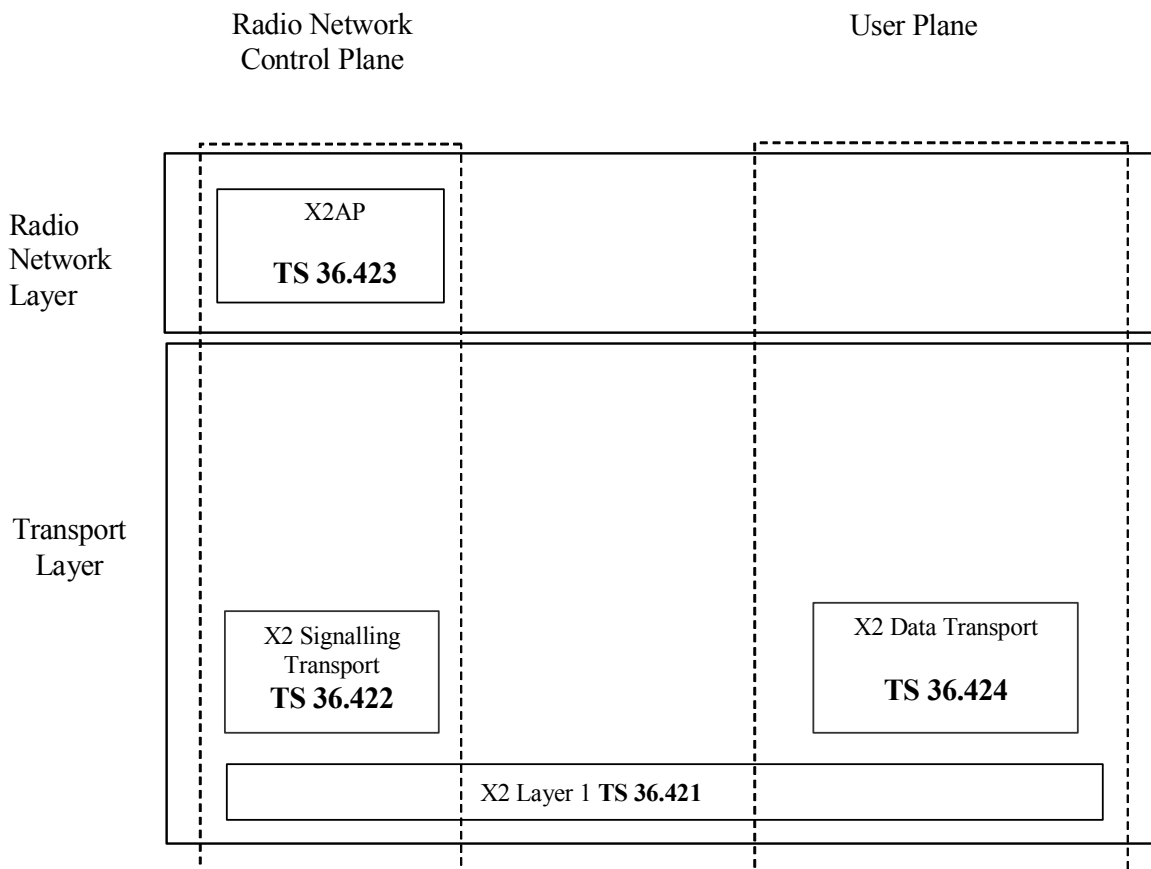 Radio Network
Control Plane
User Plane
Radio
Network
Layer
X2AP
TS 36.423
Transport
Layer
X2 Signalling
Transport
TS 36.422
X2 Data Transport
TS 36.424
X2 Layer 1 TS 36.421